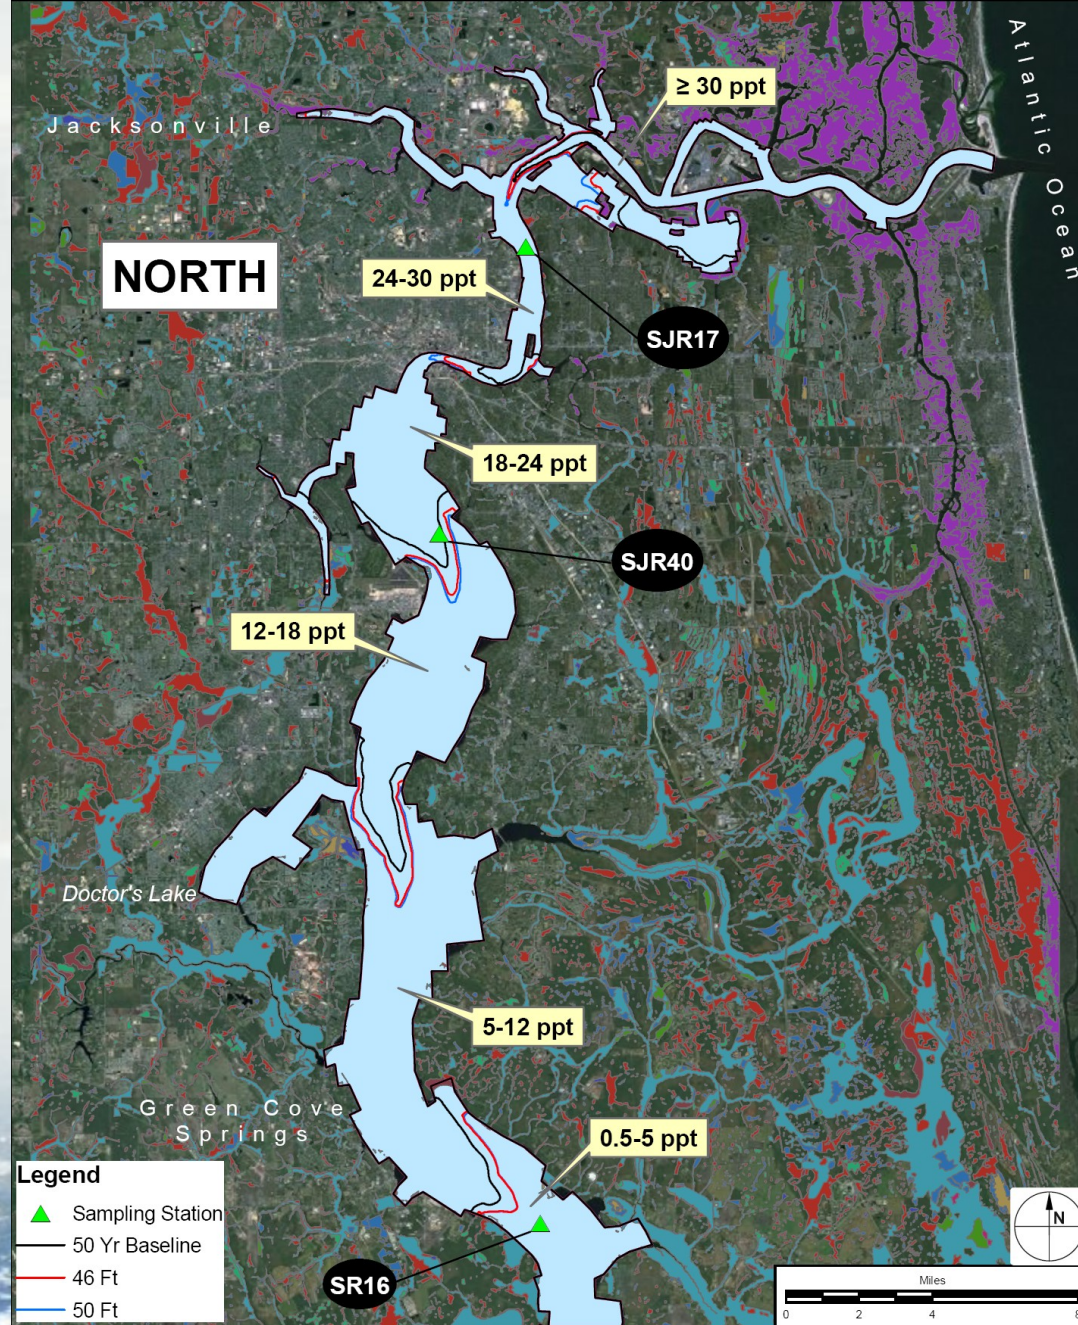 Atlantic Ocean
≥ 30 ppt
Jacksonville
NORTH
24-30 ppt
SJR17
18-24 ppt
SJR40
12-18 ppt
Doctor's Lake
5-12 ppt
Green Cove
Springs
0.5-5 ppt
Legend
Sampling Station
50 Yr Baseline
46 Ft
50 Ft
SR16
N
Miles
0 2 4 8